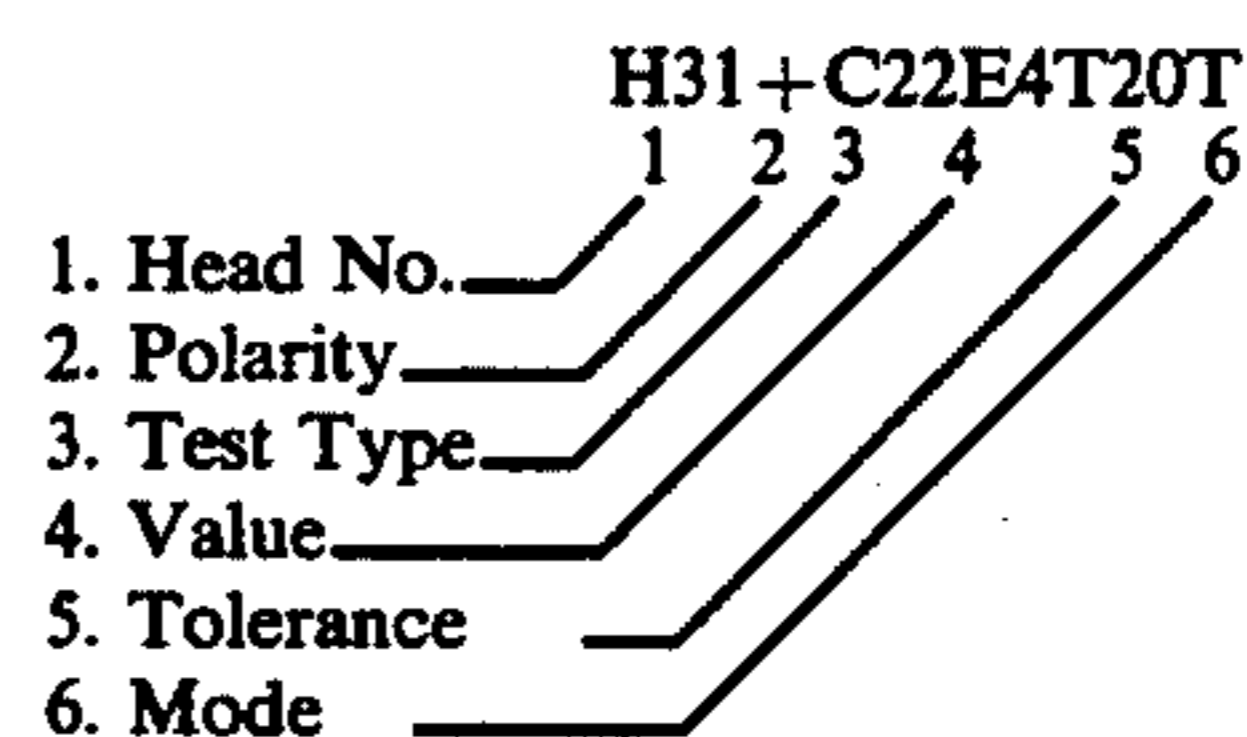 H31+C22E4T20T
1 2 3 4 5 6
1. Head No.
2. Polarity
3. Test Type
4. Value
5. Tolerance
6. Mode